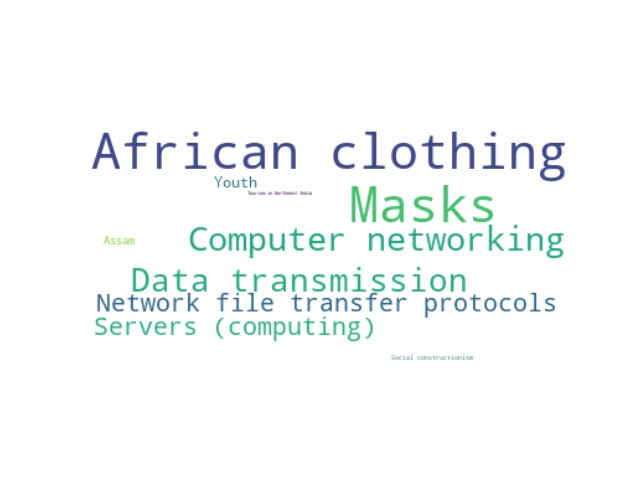 African clothing
Youth
Tourism in Northeast India
Masks
Assam
Computer networking
Data transmission
Network file transfer protocols
Servers (computing)
Social constructionism